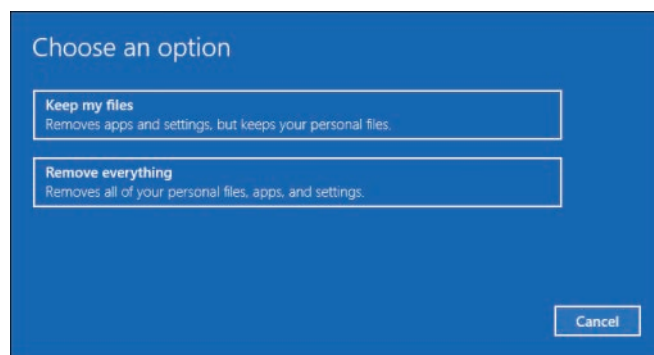 Choose an option
Keep my files
Removes apps and settings, but keeps your personal files.
Remove everything
Removes all of your personal files, apps, and settings.
Cancel